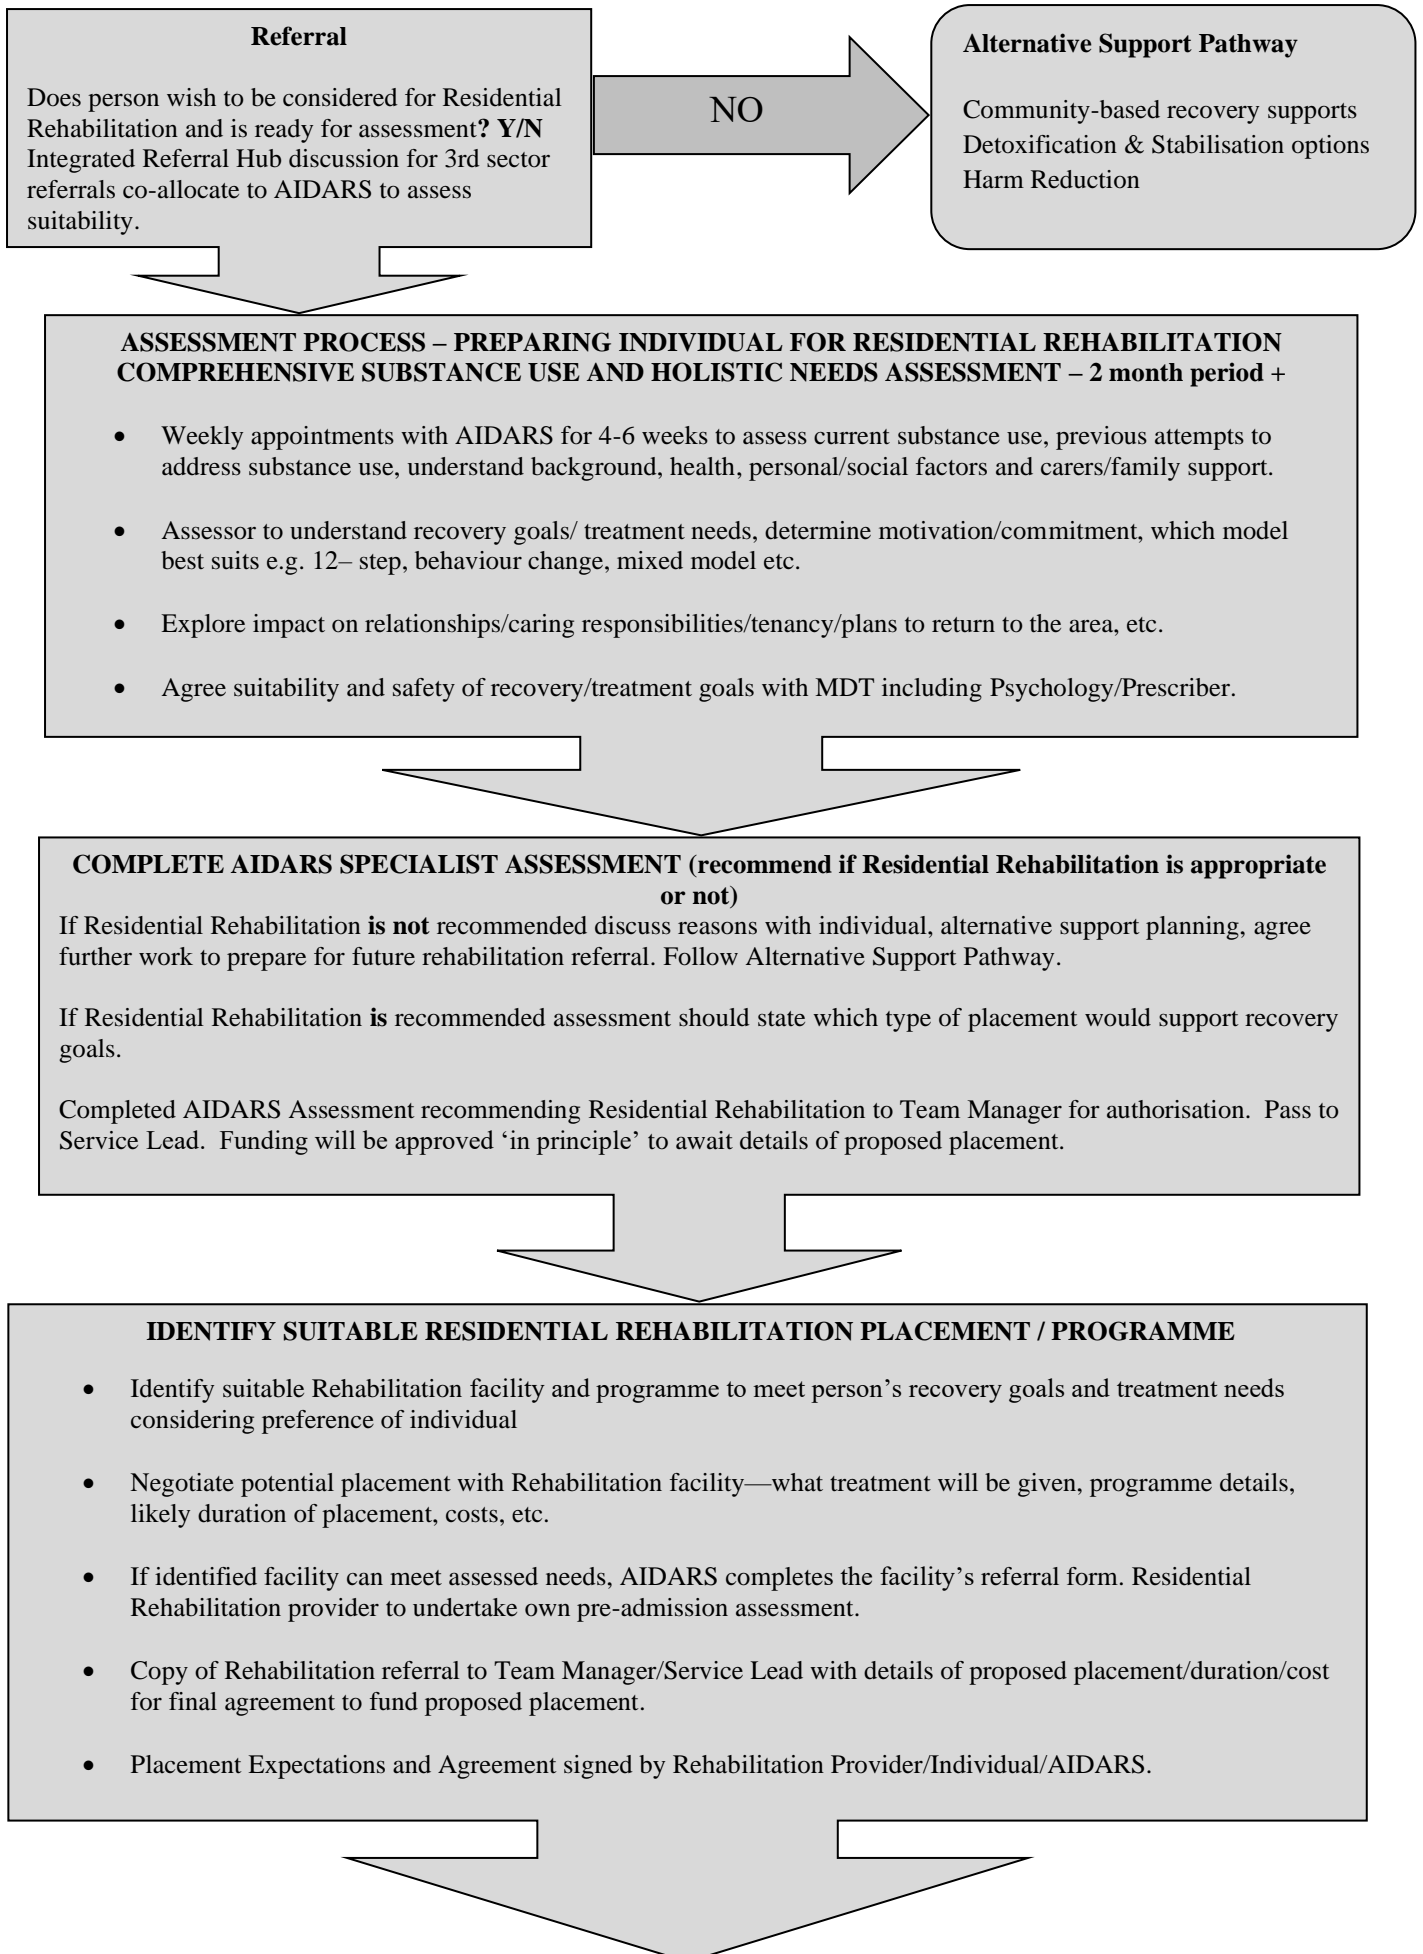 Referral
Does person wish to be considered for Residential
Rehabilitation and is ready for assessment? Y/N
Integrated Referral Hub discussion for 3rd sector
referrals co-allocate to AIDARS to assess
suitability.
NO
Alternative Support Pathway
Community-based recovery supports
Detoxification & Stabilisation options
Harm Reduction
ASSESSMENT PROCESS – PREPARING INDIVIDUAL FOR RESIDENTIAL REHABILITATION
COMPREHENSIVE SUBSTANCE USE AND HOLISTIC NEEDS ASSESSMENT – 2 month period +
• Weekly appointments with AIDARS for 4-6 weeks to assess current substance use, previous attempts to
address substance use, understand background, health, personal/social factors and carers/family support.
• Assessor to understand recovery goals/ treatment needs, determine motivation/commitment, which model
best suits e.g. 12– step, behaviour change, mixed model etc.
• Explore impact on relationships/caring responsibilities/tenancy/plans to return to the area, etc.
• Agree suitability and safety of recovery/treatment goals with MDT including Psychology/Prescriber.
COMPLETE AIDARS SPECIALIST ASSESSMENT (recommend if Residential Rehabilitation is appropriate
or not)
If Residential Rehabilitation is not recommended discuss reasons with individual, alternative support planning, agree
further work to prepare for future rehabilitation referral. Follow Alternative Support Pathway.
If Residential Rehabilitation is recommended assessment should state which type of placement would support recovery
goals.
Completed AIDARS Assessment recommending Residential Rehabilitation to Team Manager for authorisation. Pass to
Service Lead. Funding will be approved ‘in principle’ to await details of proposed placement.
IDENTIFY SUITABLE RESIDENTIAL REHABILITATION PLACEMENT / PROGRAMME
• Identify suitable Rehabilitation facility and programme to meet person’s recovery goals and treatment needs
considering preference of individual
• Negotiate potential placement with Rehabilitation facility—what treatment will be given, programme details,
likely duration of placement, costs, etc.
• If identified facility can meet assessed needs, AIDARS completes the facility’s referral form. Residential
Rehabilitation provider to undertake own pre-admission assessment.
• Copy of Rehabilitation referral to Team Manager/Service Lead with details of proposed placement/duration/cost
for final agreement to fund proposed placement.
• Placement Expectations and Agreement signed by Rehabilitation Provider/Individual/AIDARS.